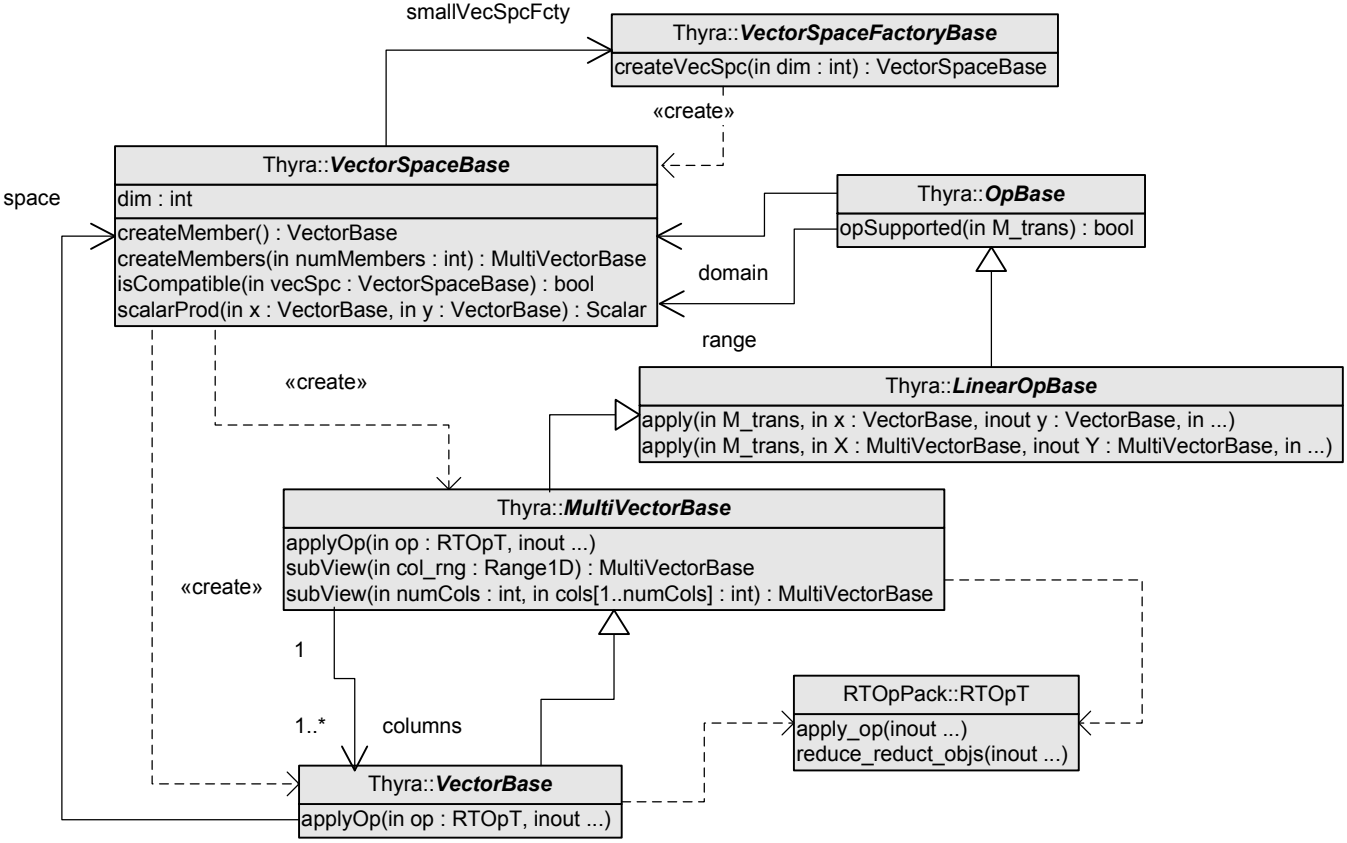 smallVecSpcFcty
Thyra::VectorSpaceFactoryBase
createVecSpc(in dim : int) : VectorSpaceBase
«create»
Thyra::VectorSpaceBase
dim : int
createMember() : VectorBase
createMembers(in numMembers : int) : MultiVectorBase
isCompatible(in vecSpc : VectorSpaceBase) : bool
scalarProd(in x : VectorBase, in y : VectorBase) : Scalar
space
Thyra::OpBase
opSupported(in M_trans) : bool
domain
range
«create»
Thyra::LinearOpBase
apply(in M_trans, in x : VectorBase, inout y : VectorBase, in ...)
apply(in M_trans, in X : MultiVectorBase, inout Y : MultiVectorBase, in ...)
Thyra::MultiVectorBase
applyOp(in op : RTOpT, inout ...)
subView(in col_rng : Range1D) : MultiVectorBase
subView(in numCols : int, in cols[1..numCols] : int) : MultiVectorBase
«create»
1
1..*
columns
RTOpPack::RTOpT
apply_op(inout ...)
reduce_reduct_objs(inout ...)
Thyra::VectorBase
applyOp(in op : RTOpT, inout ...)